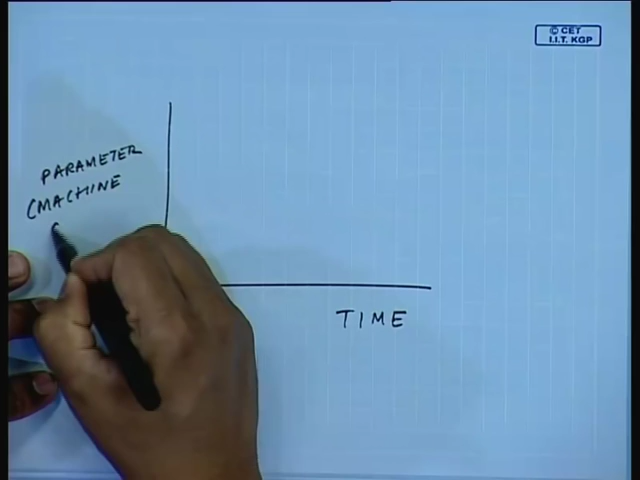 © CET
I.I.T. KGP
PARAMETER
(MACHINE
TIME